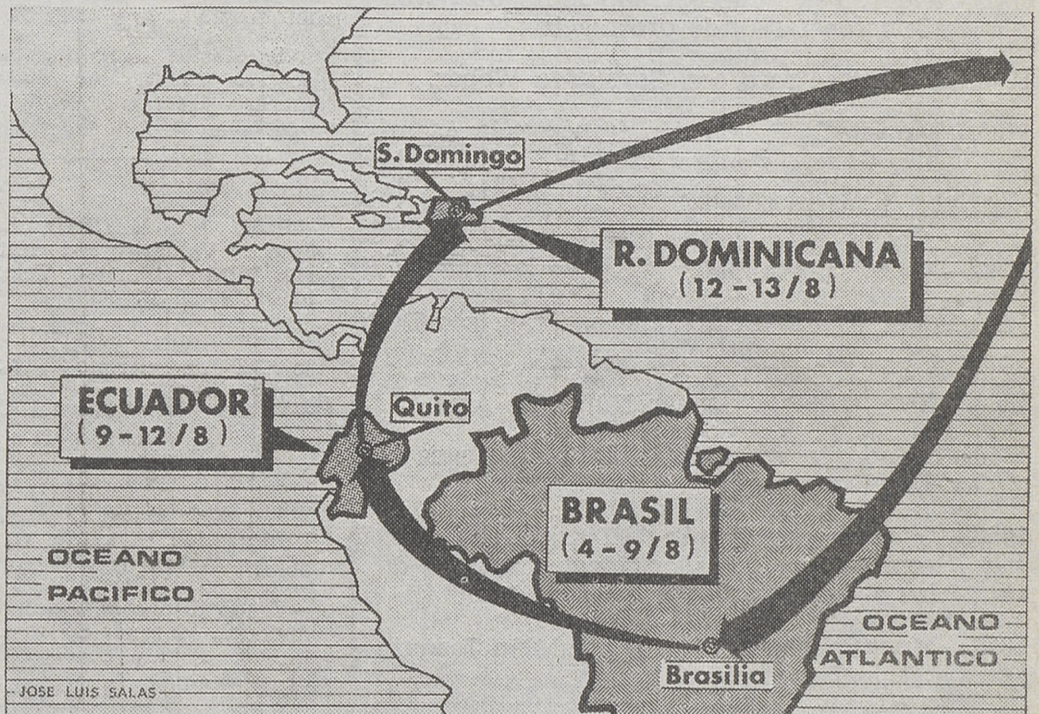 S. Domingo
R. DOMINICANA
(12 - 13/8)
ECUADOR
(9 - 12/8)
Quito
BRASIL
(4 - 9/8)
OCEANO
PACIFICO
OCEANO
ATLANTICO
Brasilia
JOSE LUIS SALAS